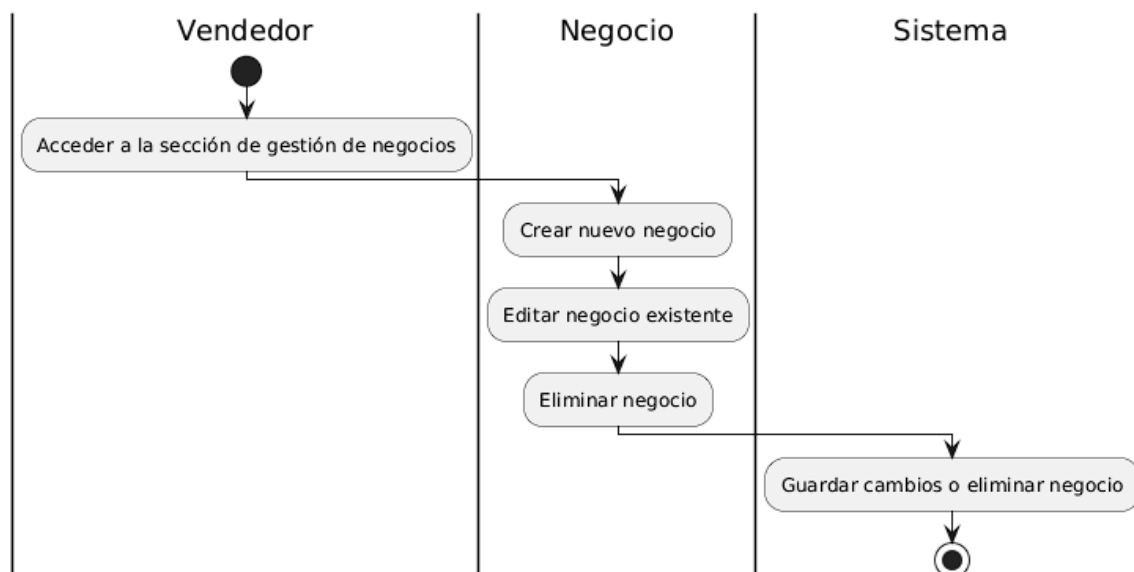 Vendedor
Negocio
Sistema
Acceder a la sección de gestión de negocios
Crear nuevo negocio
Editar negocio existente
Eliminar negocio
Guardar cambios o eliminar negocio